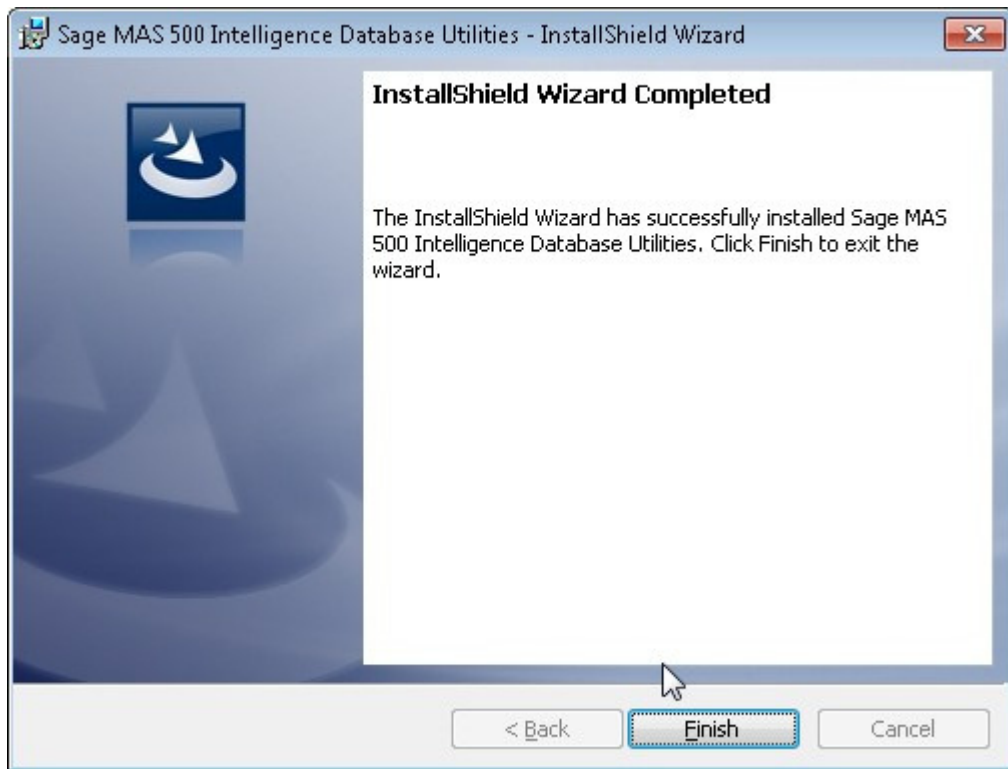 Sage MAS 500 Intelligence Database Utilities - InstallShield Wizard
InstallShield Wizard Completed
The InstallShield Wizard has successfully installed Sage MAS
500 Intelligence Database Utilities. Click Finish to exit the
wizard.
< Back
Finish
Cancel